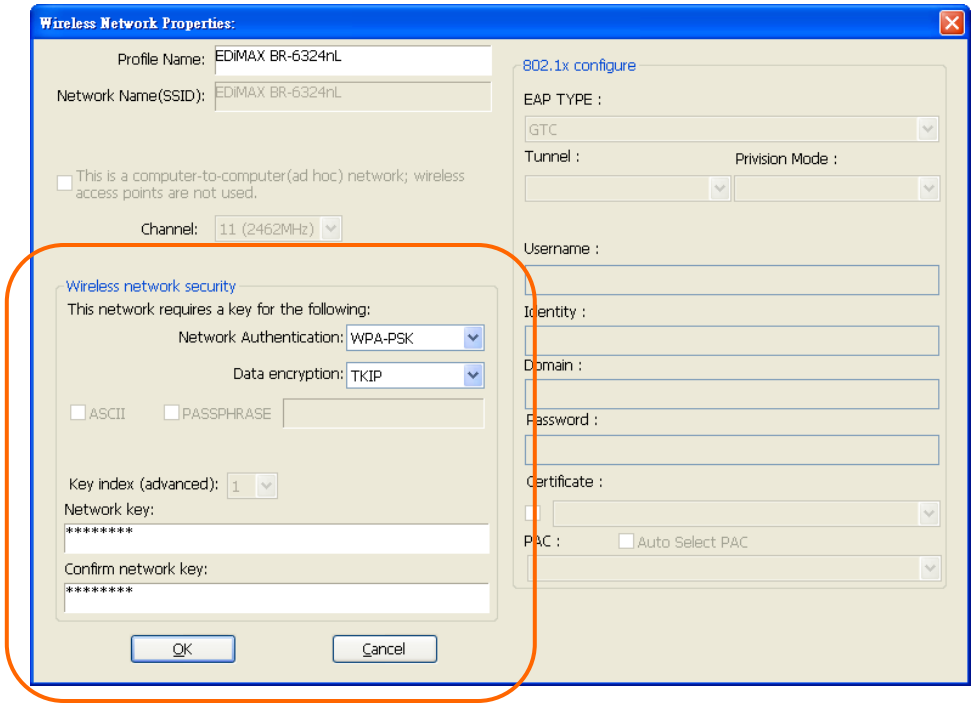 Wireless Network Properties:
Profile Name: EDiMAX BR-6324nL
Network Name(SSID): EDiMAX BR-6324nL
This is a computer-to-computer(ad hoc) network; wireless
access points are not used.
Channel: 11 (2462MHz)
Wireless network security
This network requires a key for the following:
Network Authentication: WPA-PSK
Data encryption: TKIP
ASCII PASSPHRASE
Key index (advanced): 1
Network key:
********
Confirm network key:
********
OK Cancel
802.1x configure
EAP TYPE :
GTC
Tunnel : Privision Mode :
Username :
Identity :
Domain :
Password :
Certificate :
PAC : Auto Select PAC